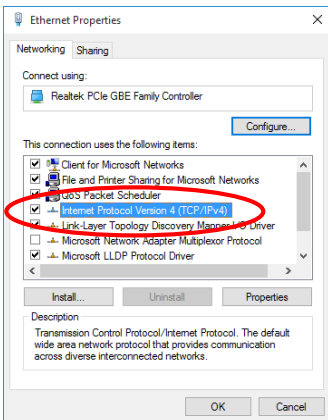 Ethernet Properties
Networking Sharing
Connect using:
Realtek PCIe GBE Family Controller
Configure...
This connection uses the following items:
Client for Microsoft Networks
File and Printer Sharing for Microsoft Networks
QoS Packet Scheduler
Internet Protocol Version 4 (TCP/IPv4)
Link-Layer Topology Discovery Mapper I/O Driver
Microsoft Network Adapter Multiplexor Protocol
Microsoft LLDP Protocol Driver
Install... Uninstall Properties
Description
Transmission Control Protocol/Internet Protocol. The default
wide area network protocol that provides communication
across diverse interconnected networks.
OK Cancel